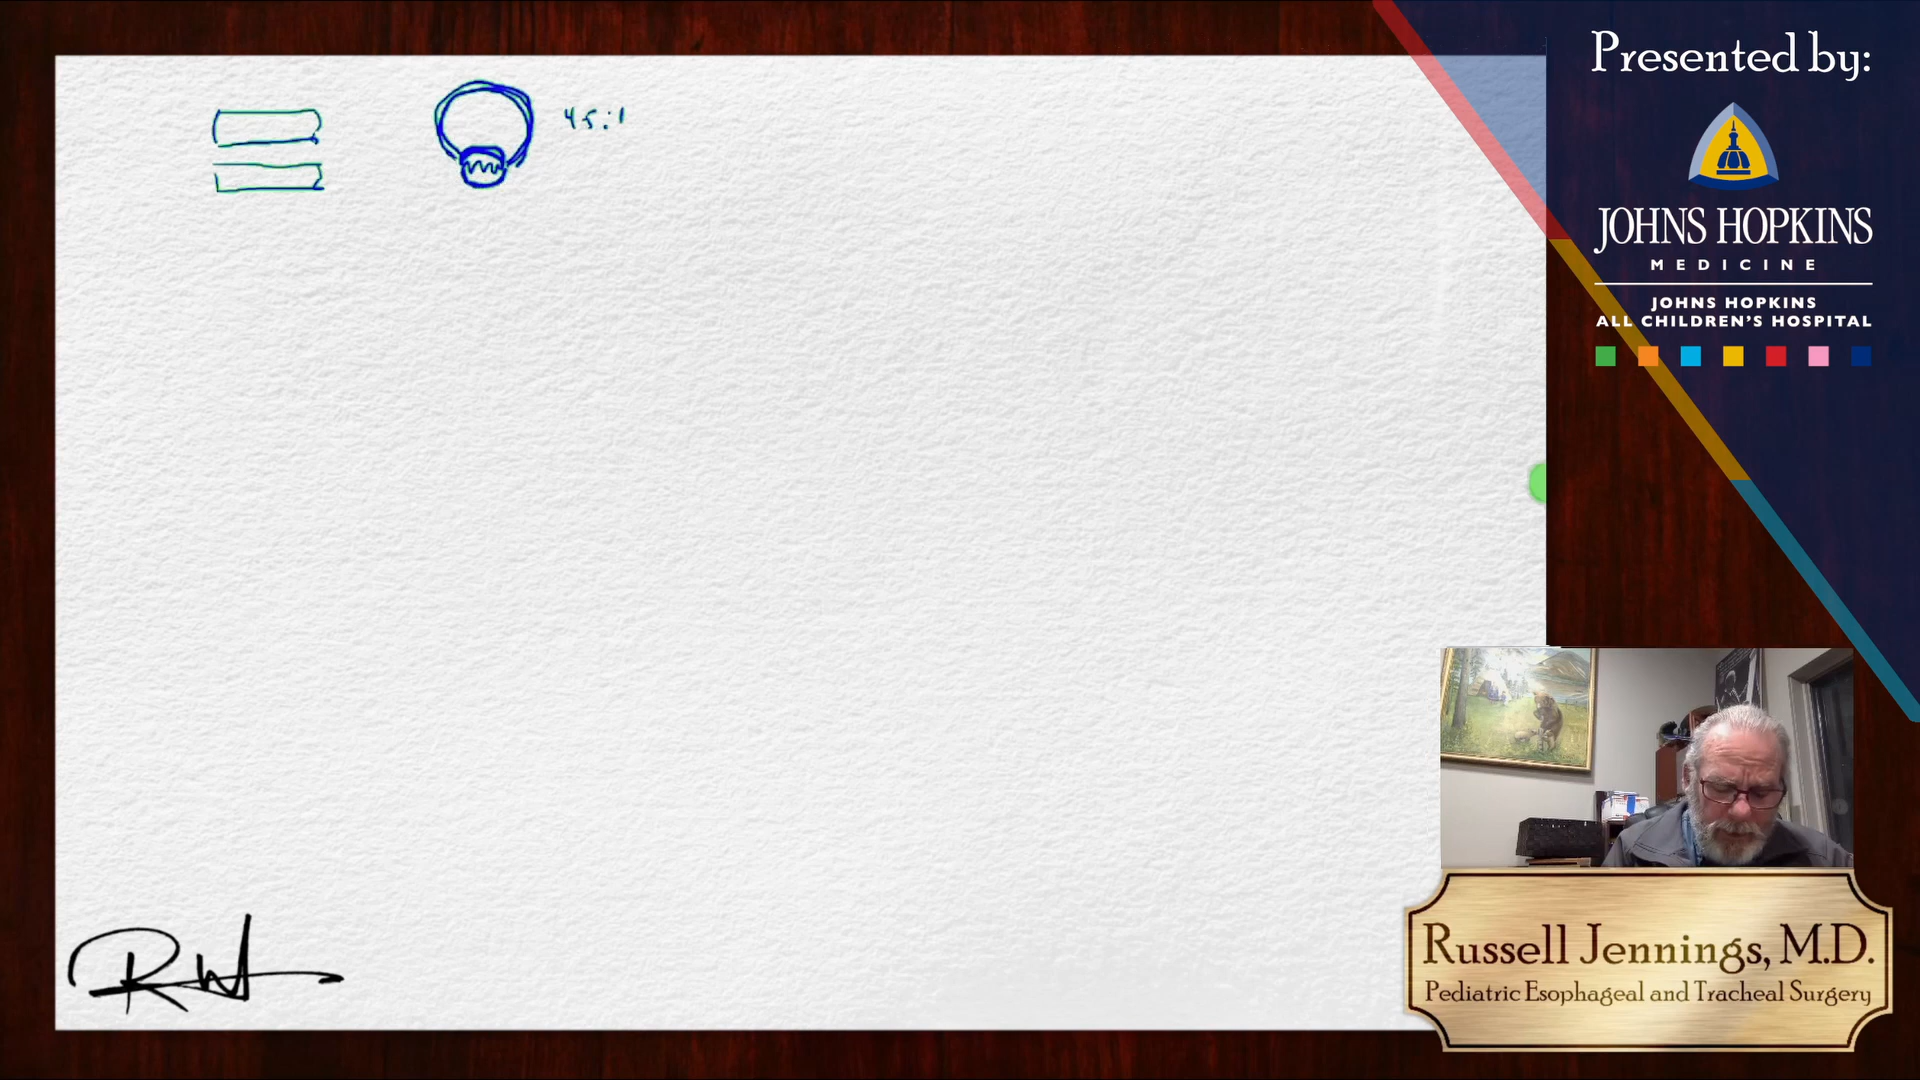 Presented by:
45:1
JOHNS HOPKINS
MEDICINE
JOHNS HOPKINS
ALL CHILDREN'S HOSPITAL
Russell Jennings, M.D.
Pediatric Esophageal and Tracheal Surgery